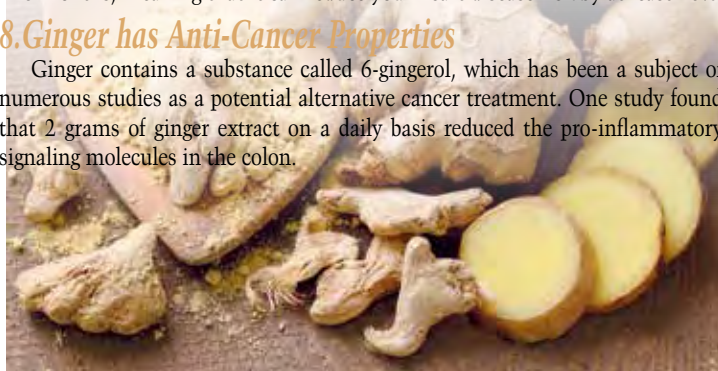 8.Ginger has Anti-Cancer Properties
Ginger contains a substance called 6-gingerol, which has been a subject of
numerous studies as a potential alternative cancer treatment. One study found
that 2 grams of ginger extract on a daily basis reduced the pro-inflammatory
signaling molecules in the colon.